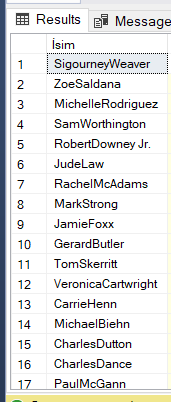 Results Message
İsim
1 SigourneyWeaver
2 ZoeSaldana
3 MichelleRodriguez
4 SamWorthington
5 RobertDowney Jr.
6 JudeLaw
7 RachelMcAdams
8 MarkStrong
9 JamieFoxx
10 GerardButler
11 TomSkerritt
12 VeronicaCartwright
13 CarrieHenn
14 MichaelBiehn
15 CharlesDutton
16 CharlesDance
17 PaulMcGann